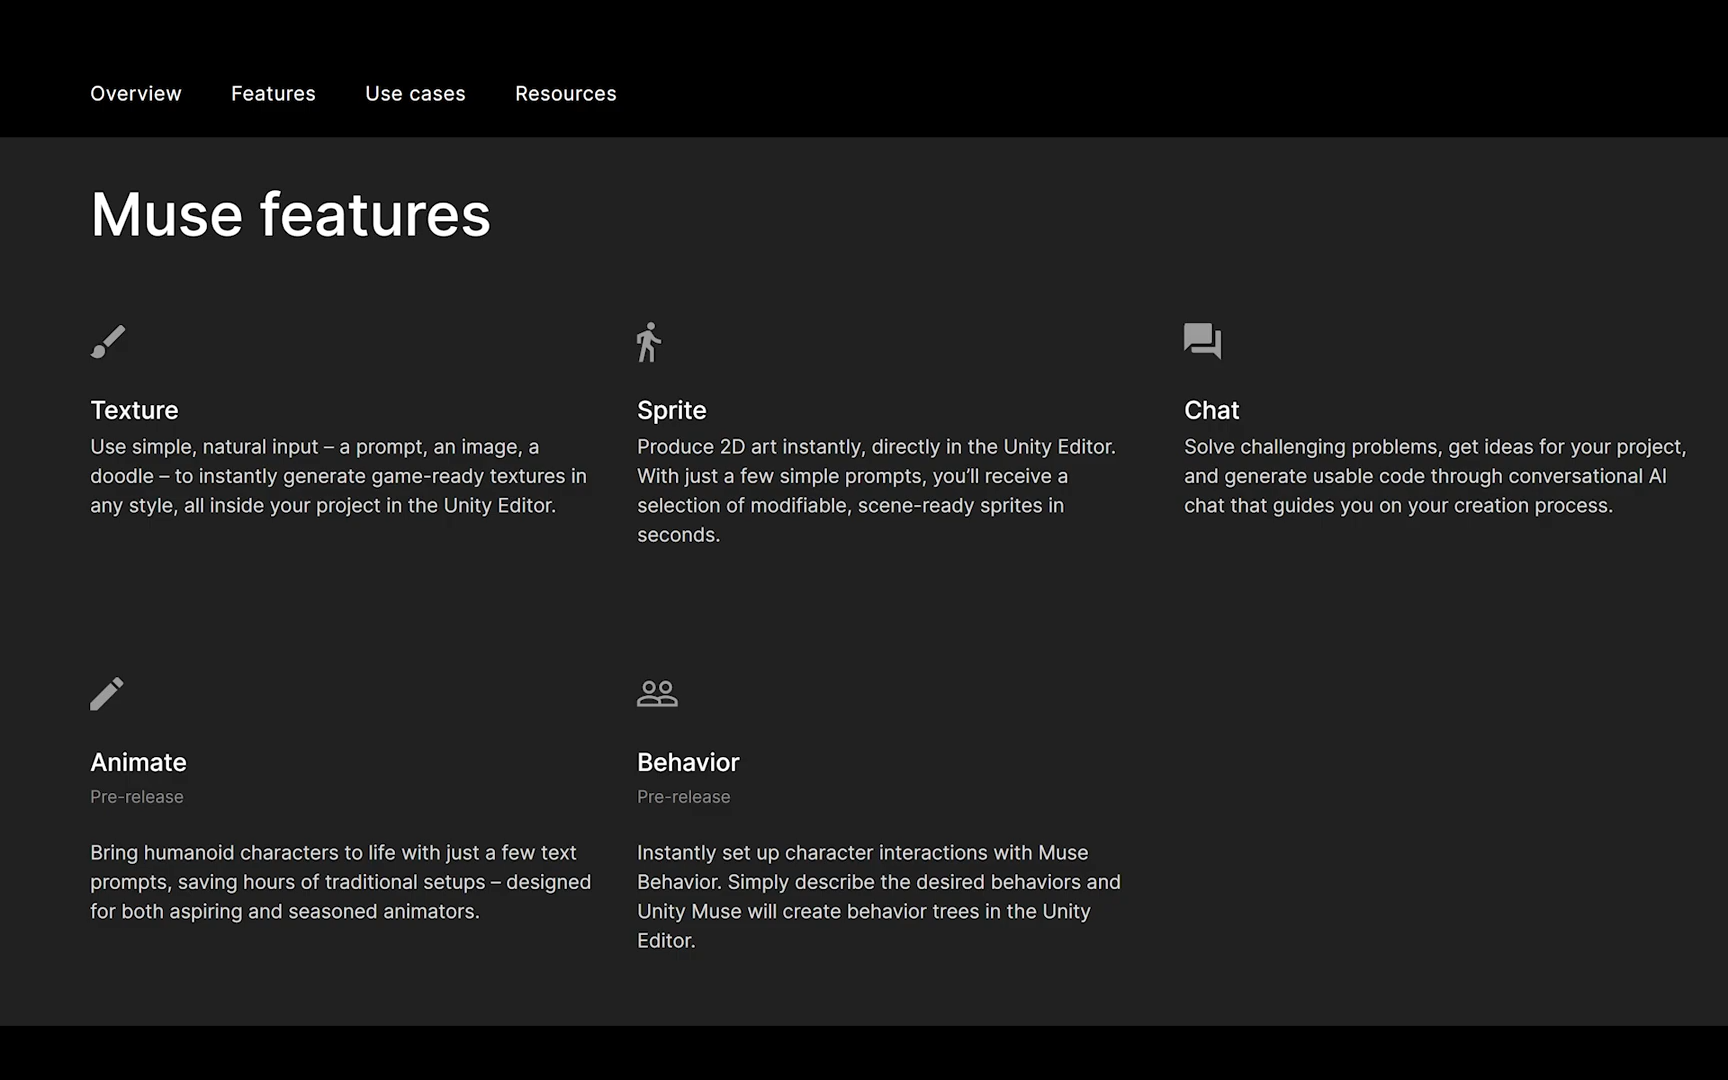 Overview Features Use cases Resources
Muse features
Texture
Use simple, natural input – a prompt, an image, a
doodle – to instantly generate game-ready textures in
any style, all inside your project in the Unity Editor.
Sprite
Produce 2D art instantly, directly in the Unity Editor.
With just a few simple prompts, you’ll receive a
selection of modifiable, scene-ready sprites in
seconds.
Chat
Solve challenging problems, get ideas for your project,
and generate usable code through conversational AI
chat that guides you on your creation process.
Animate
Pre-release
Bring humanoid characters to life with just a few text
prompts, saving hours of traditional setups – designed
for both aspiring and seasoned animators.
Behavior
Pre-release
Instantly set up character interactions with Muse
Behavior. Simply describe the desired behaviors and
Unity Muse will create behavior trees in the Unity
Editor.